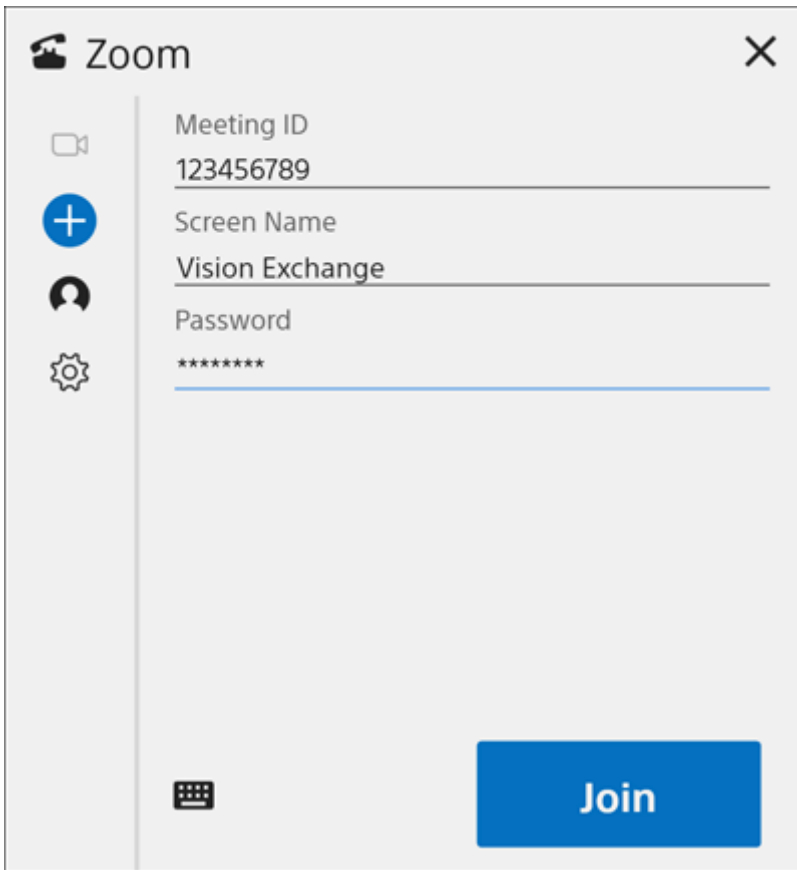 Zoom
Meeting ID
123456789
Screen Name
Vision Exchange
Password
********
Join